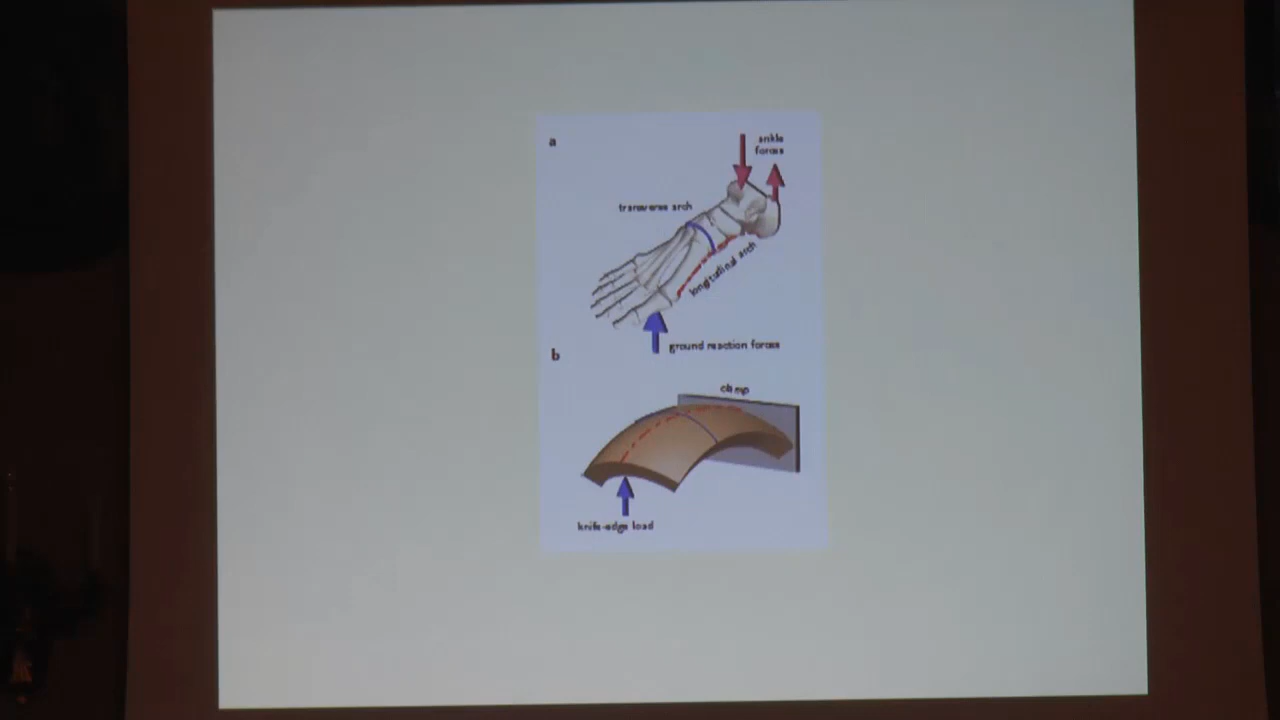 a
ankle
forces
transverse arch
longitudinal arch
ground reaction forces
b
clamp
knife-edge load